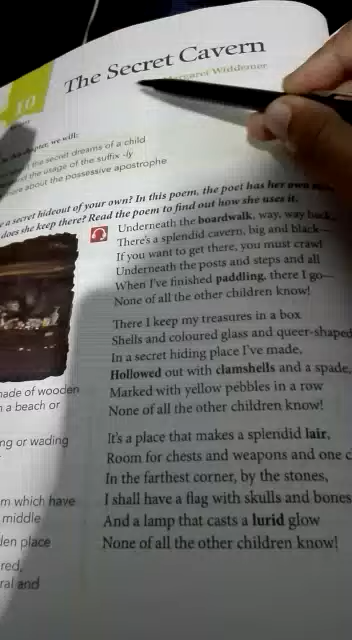 The Secret Cavern
Margaret Widdemer
10
chapter, we will:
the secret dreams of a child
the usage of the suffix -ly
more about the possessive apostrophe
a secret hideout of your own? In this poem, the poet has her own
does she keep there? Read the poem to find out how she uses it.
Underneath the boardwalk, way, way back,
There's a splendid cavern, big and black—
If you want to get there, you must crawl
Underneath the posts and steps and all
When I've finished paddling, there I go—
None of all the other children know!
There I keep my treasures in a box
Shells and coloured glass and queer-shaped
In a secret hiding place I've made,
Hollowed out with clamshells and a spade,
Marked with yellow pebbles in a row
None of all the other children know!
It's a place that makes a splendid lair,
Room for chests and weapons and one
In the farthest corner, by the stones,
I shall have a flag with skulls and bones
And a lamp that casts a lurid glow
None of all the other children know!
made of wooden
a beach or
ng or wading
m which have
middle
den place
red,
ral and